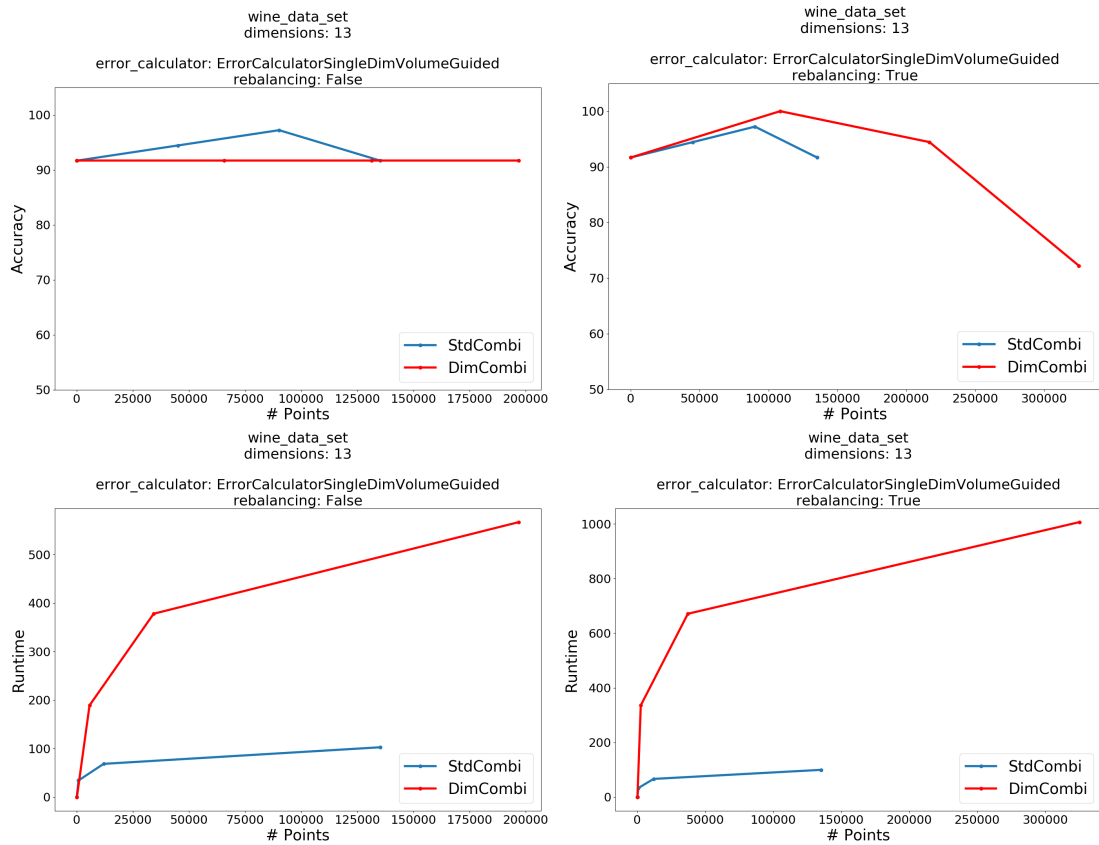 wine_data_set
dimensions: 13
error_calculator: ErrorCalculatorSingleDimVolumeGuided
rebalancing: False
100
90
80
70
60
50
Accuracy
0 25000 50000 75000 100000 125000 150000 175000 200000
# Points
StdCombi
DimCombi
wine_data_set
dimensions: 13
error_calculator: ErrorCalculatorSingleDimVolumeGuided
rebalancing: True
100
90
80
70
60
50
Accuracy
0 50000 100000 150000 200000 250000 300000
# Points
StdCombi
DimCombi
wine_data_set
dimensions: 13
error_calculator: ErrorCalculatorSingleDimVolumeGuided
rebalancing: False
500
400
300
200
100
0
Runtime
0 25000 50000 75000 100000 125000 150000 175000 200000
# Points
StdCombi
DimCombi
wine_data_set
dimensions: 13
error_calculator: ErrorCalculatorSingleDimVolumeGuided
rebalancing: True
1000
800
600
400
200
0
Runtime
0 50000 100000 150000 200000 250000 300000
# Points
StdCombi
DimCombi